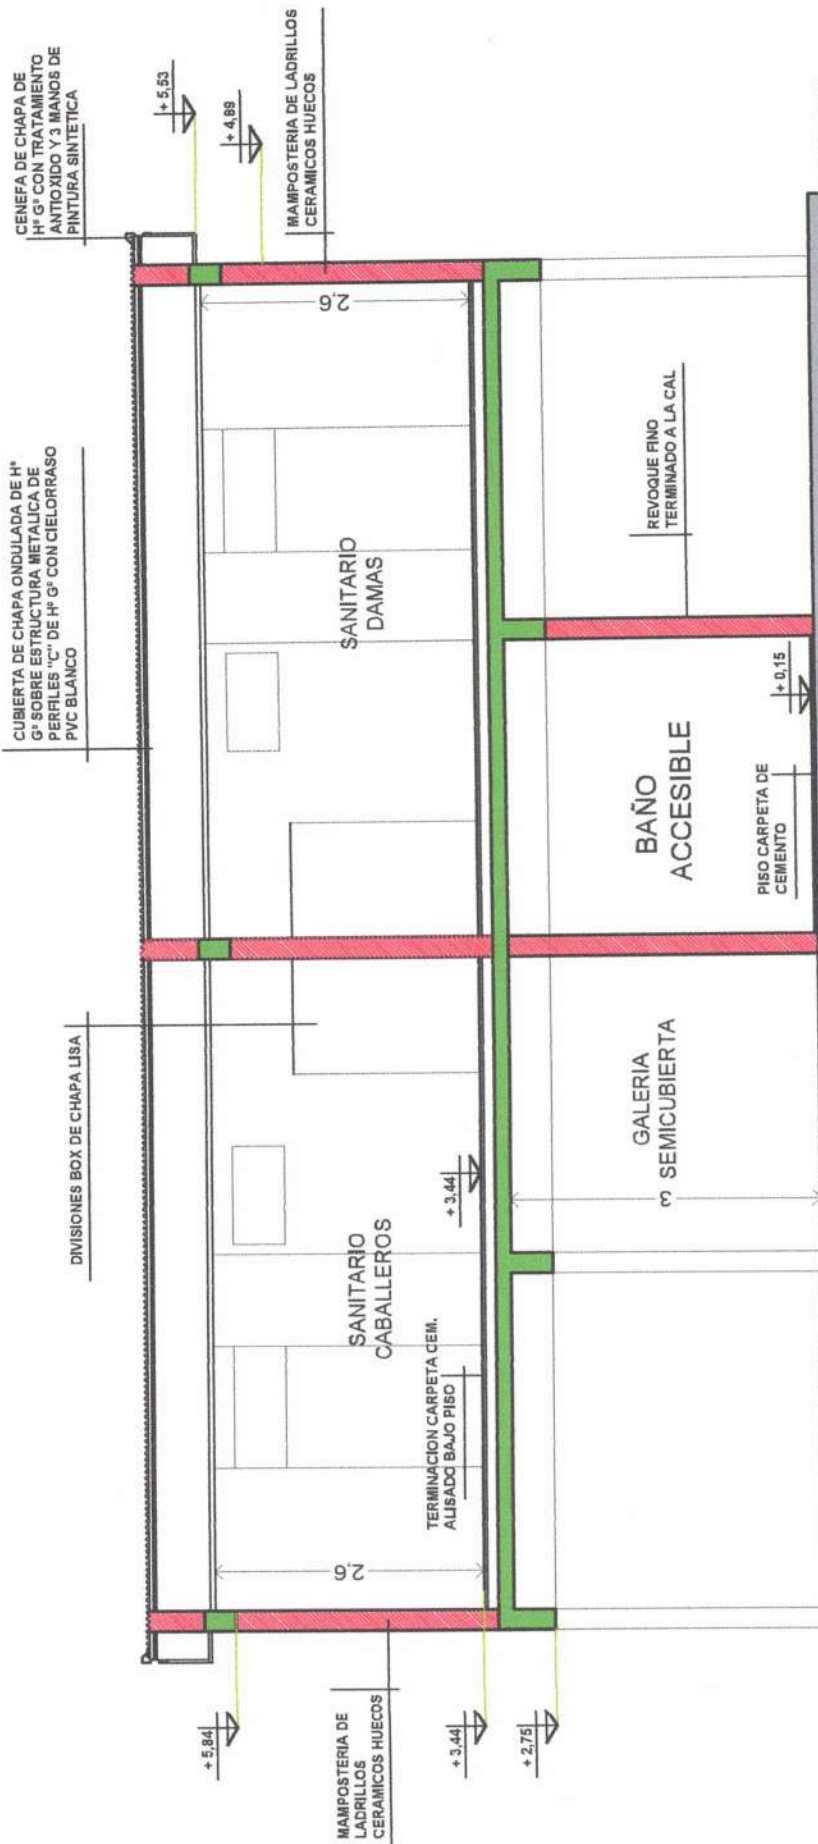 CUBIERTA DE CHAPA ONDULADA DE Hº
Gº SOBRE ESTRUCTURA METALICA DE
PERFILES "C" DE Hº Gº CON CIELORRASO
PVC BLANCO
CENEFA DE CHAPA DE
Hº Gº CON TRATAMIENTO
ANTIOXIDO Y 3 MANOS DE
PINTURA SINTETICA
DIVISIONES BOX DE CHAPA LISA
+ 5,53
+ 4,89
MAMPOSTERIA DE LADRILLOS
CERAMICOS HUECOS
+ 5,84
MAMPOSTERIA DE
LADRILLOS
CERAMICOS HUECOS
+ 3,44
+ 2,75
2,6
SANITARIO
CABALLEROS
TERMINACION CARPETA CEM.
ALISADO BAJO PISO
+ 3,44
SANITARIO
DAMAS
2,6
3
GALERIA
SEMICUBIERTA
BAÑO
ACCESIBLE
PISO CARPETA DE
CEMENTO
+ 0,15
REVOQUE FINO
TERMINADO A LA CAL